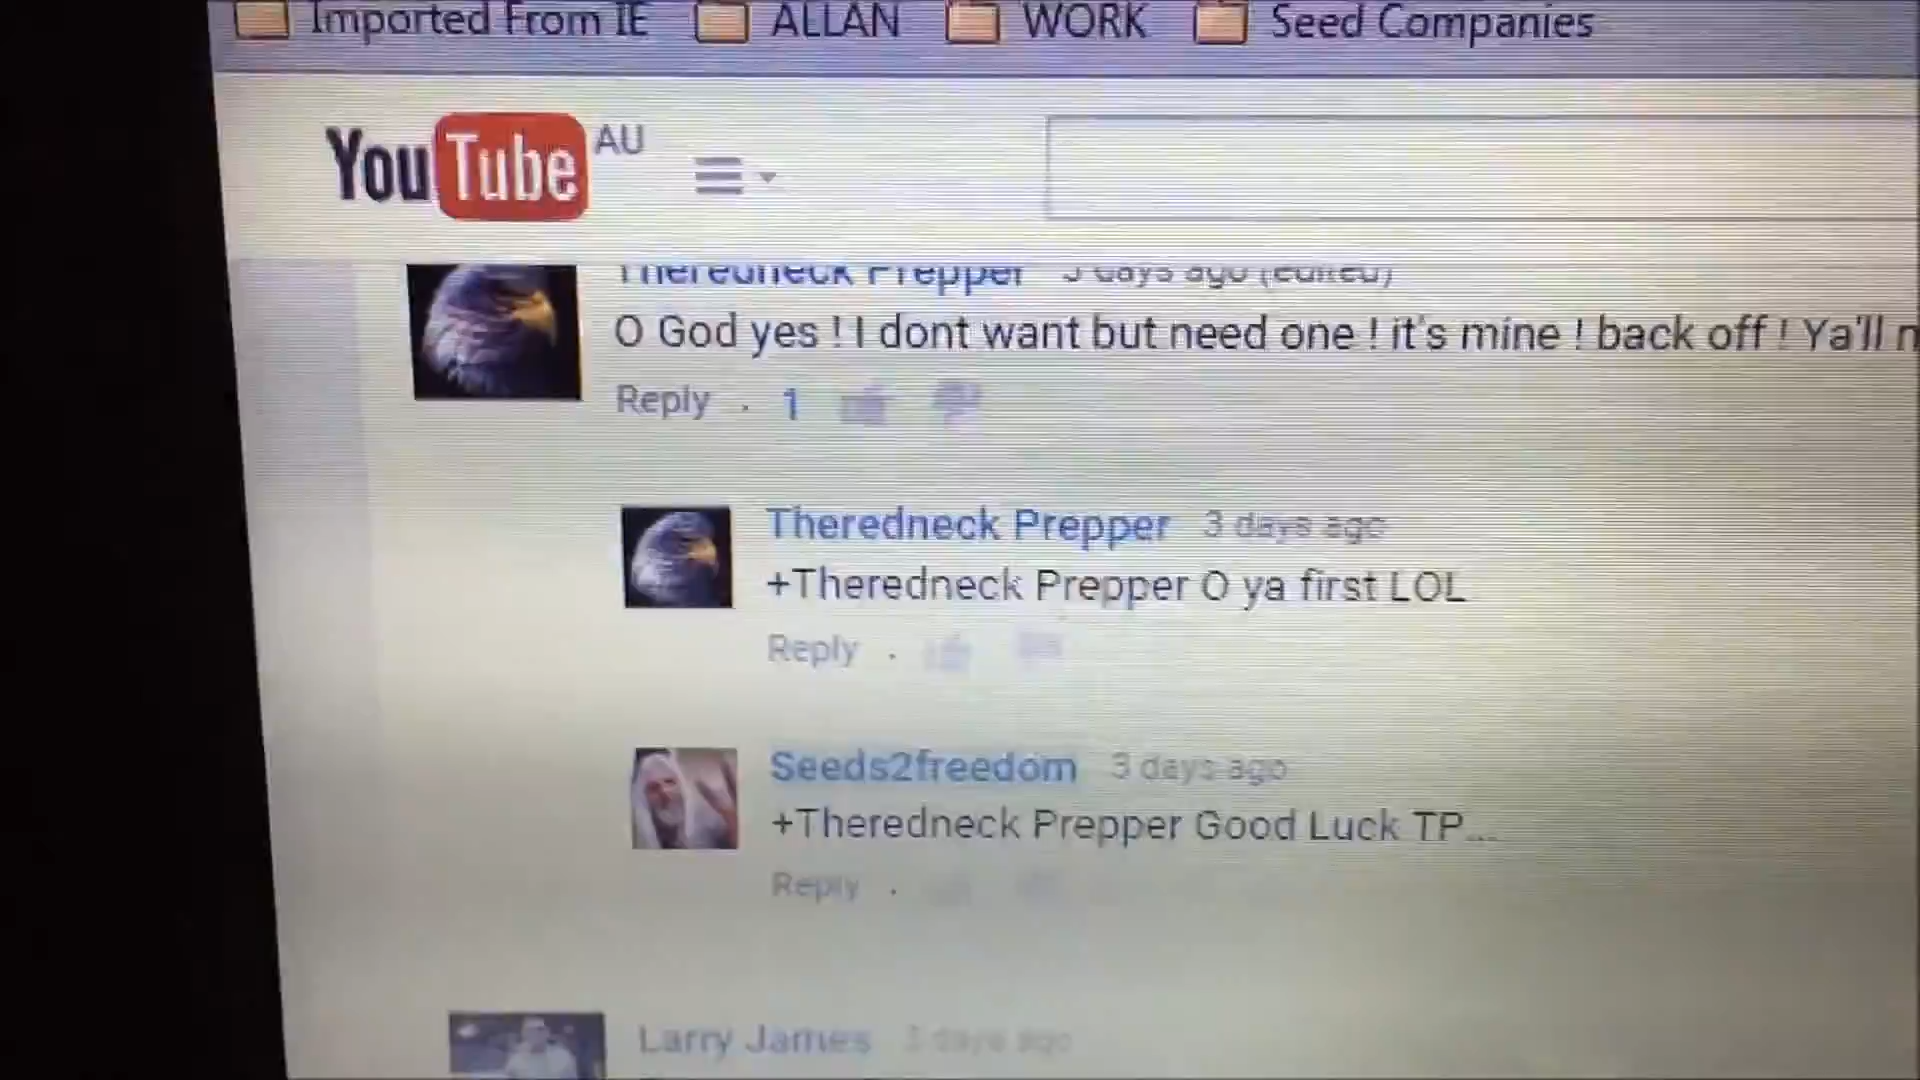 Imported From IE ALLAN WORK Seed Companies
YouTube AU
Theredneck Prepper 3 days ago (edited)
O God yes ! I dont want but need one ! it's mine ! back off ! Ya'll
Reply . 1
Theredneck Prepper 3 days ago
+Theredneck Prepper O ya first LOL
Reply .
Seeds2freedom 3 days ago
+Theredneck Prepper Good Luck TP...
Reply .
Larry James 3 days ago